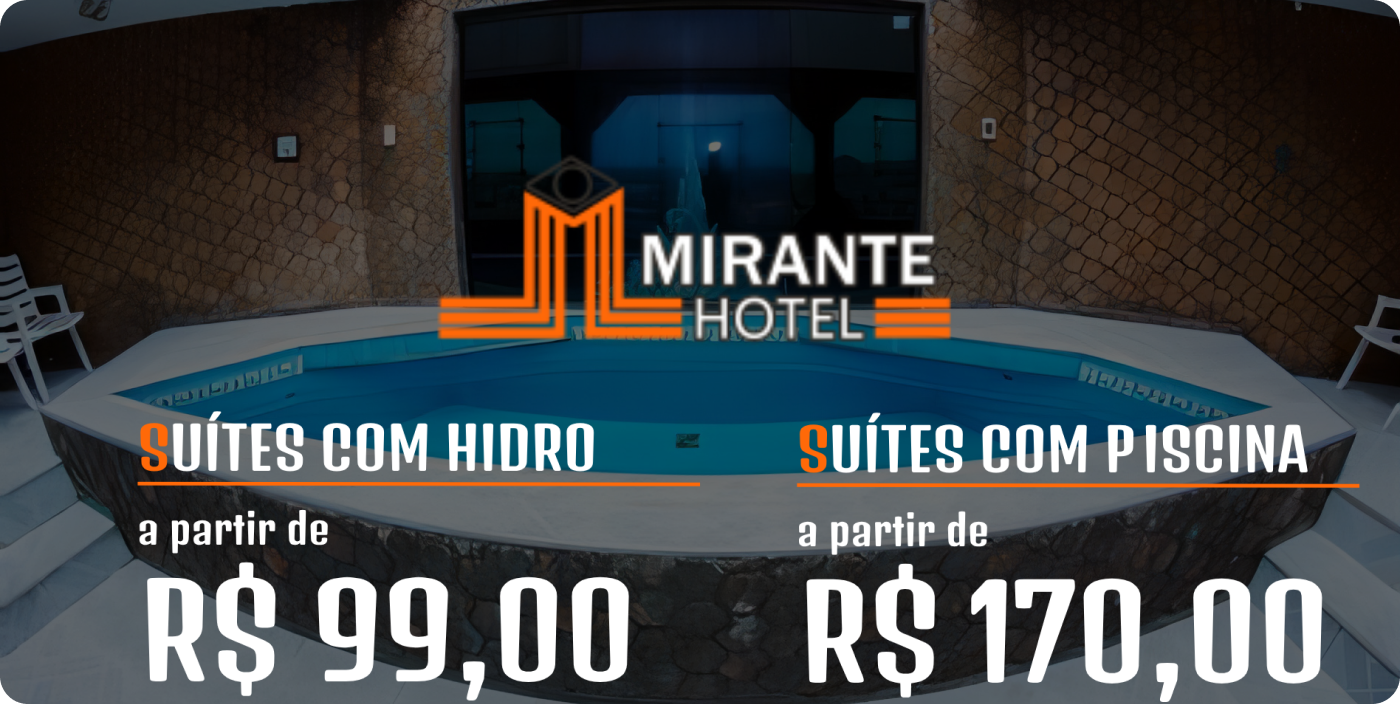 MIRANTE
HOTEL
SUÍTES COM HIDRO
a partir de
R$ 99,00
SUÍTES COM PISCINA
a partir de
R$ 170,00